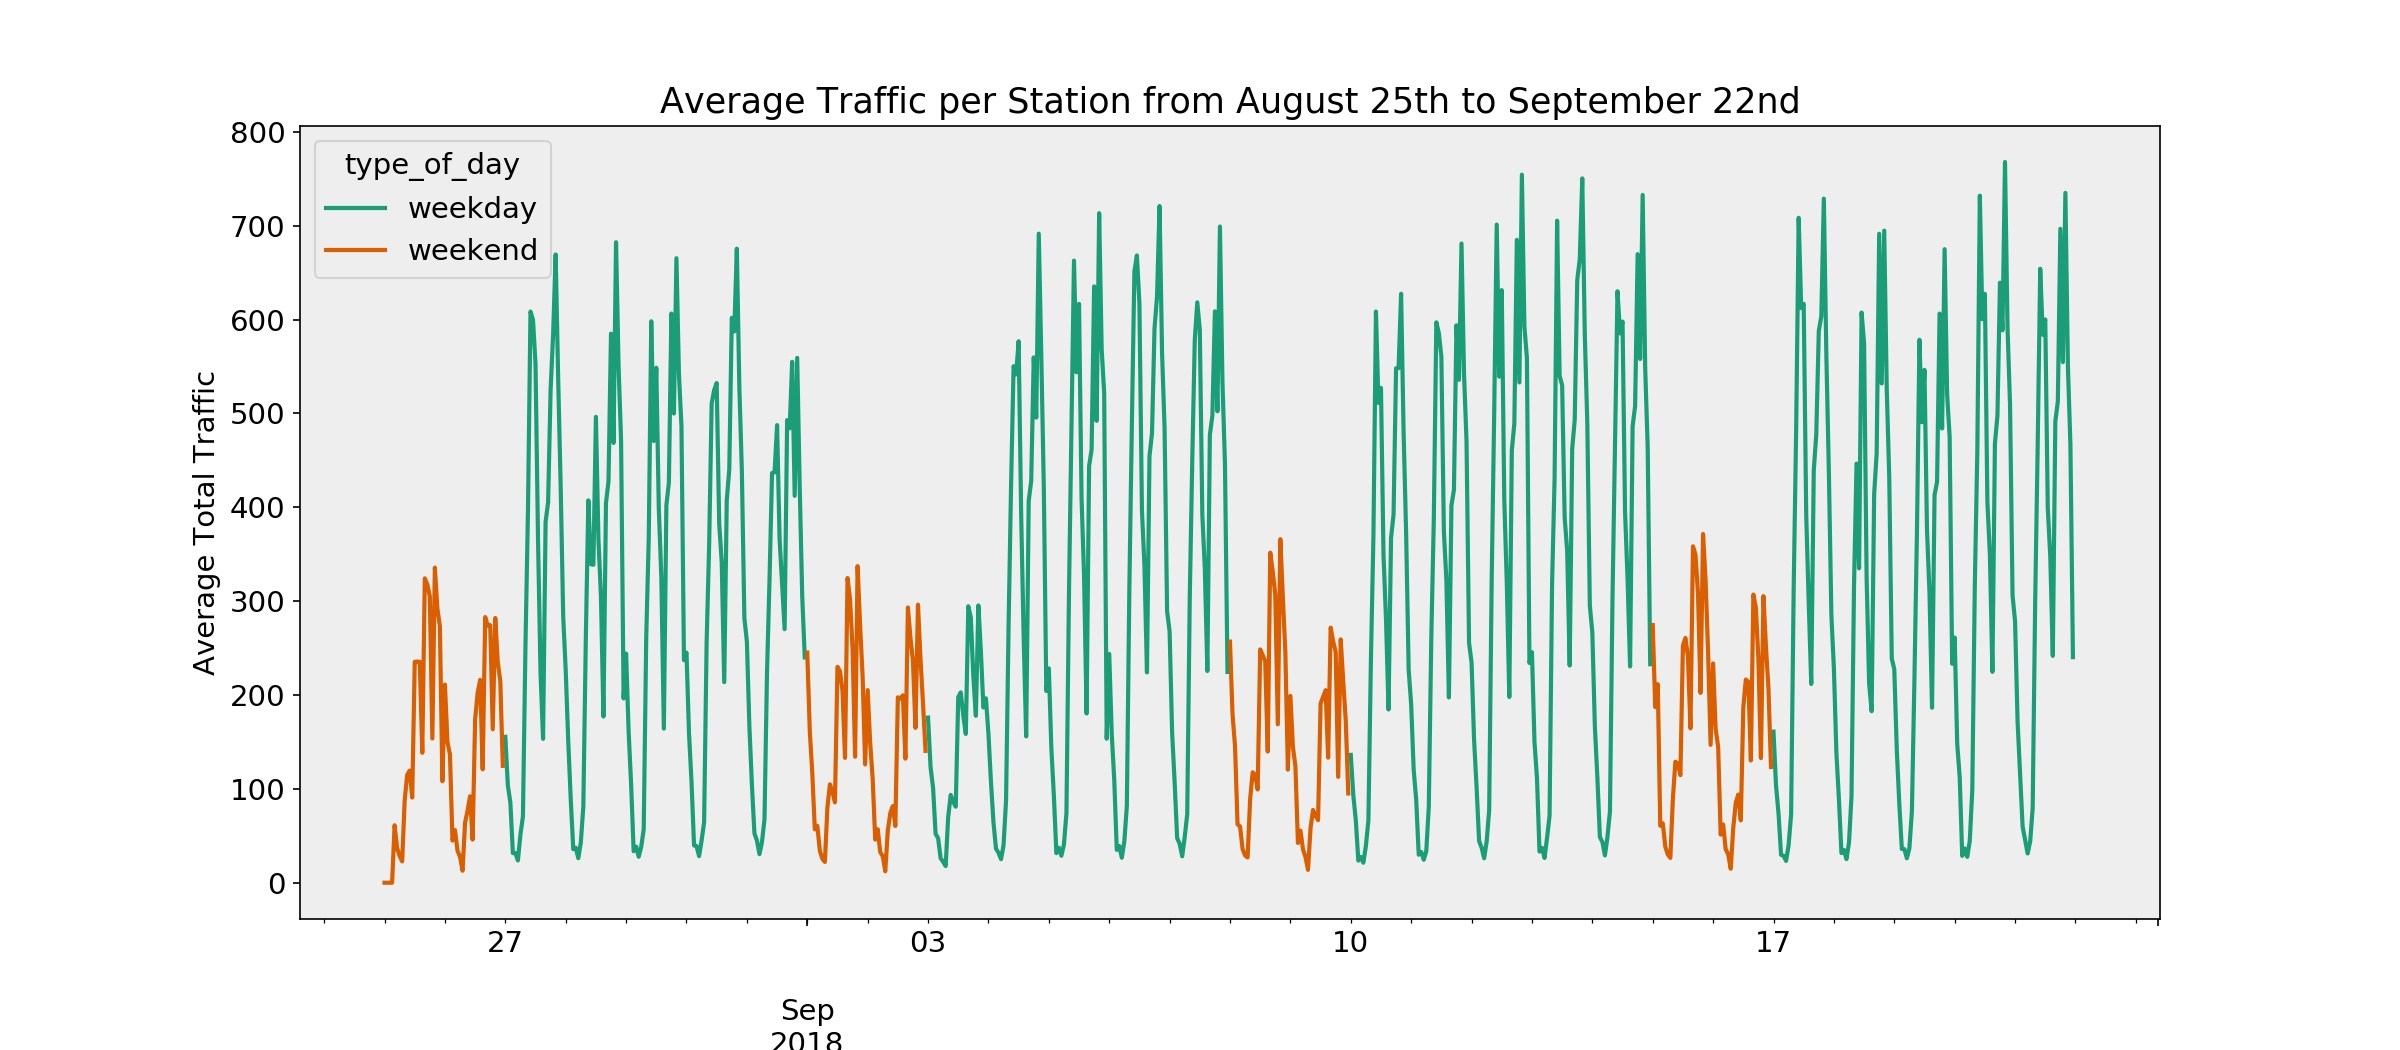 Average Traffic per Station from August 25th to September 22nd
800
700
600
500
400
300
200
100
0
Average Total Traffic
type_of_day
weekday
weekend
27
03
10
17
Sep
2018